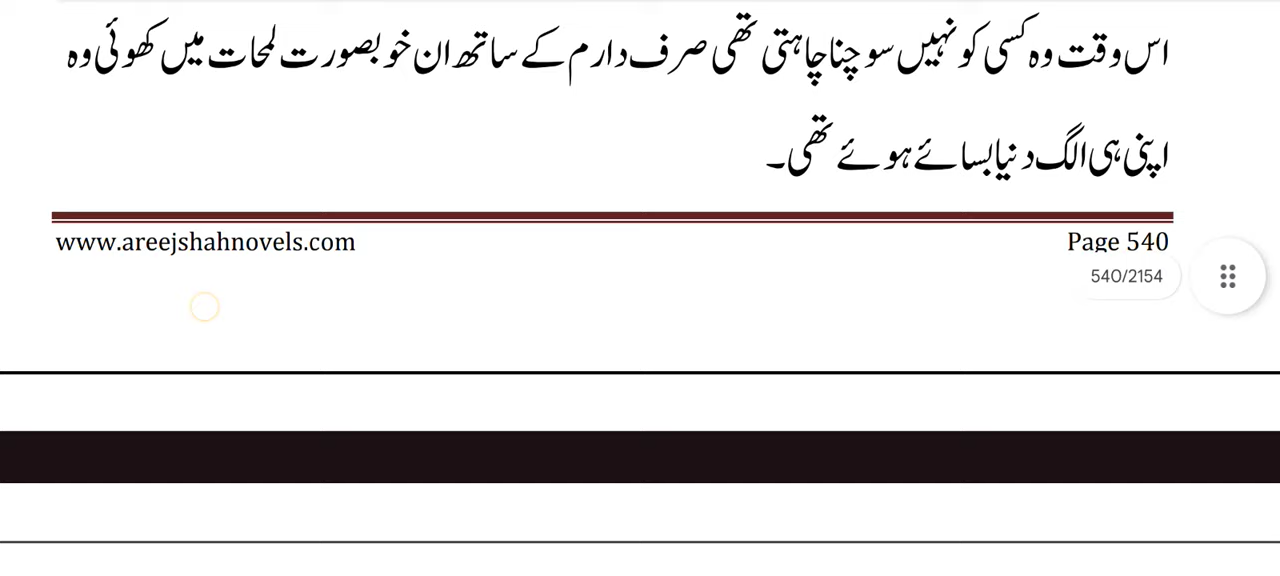 اس وقت وہ کسی کو نہیں سوچنا چاہتی تھی صرف دارم کے ساتھ ان خوبصورت لمحات میں کھوئی وہ
اپنی ہی الگ دنیا بسائے ہوئے تھی۔
www.areejshahnovels.com Page 540
540/2154